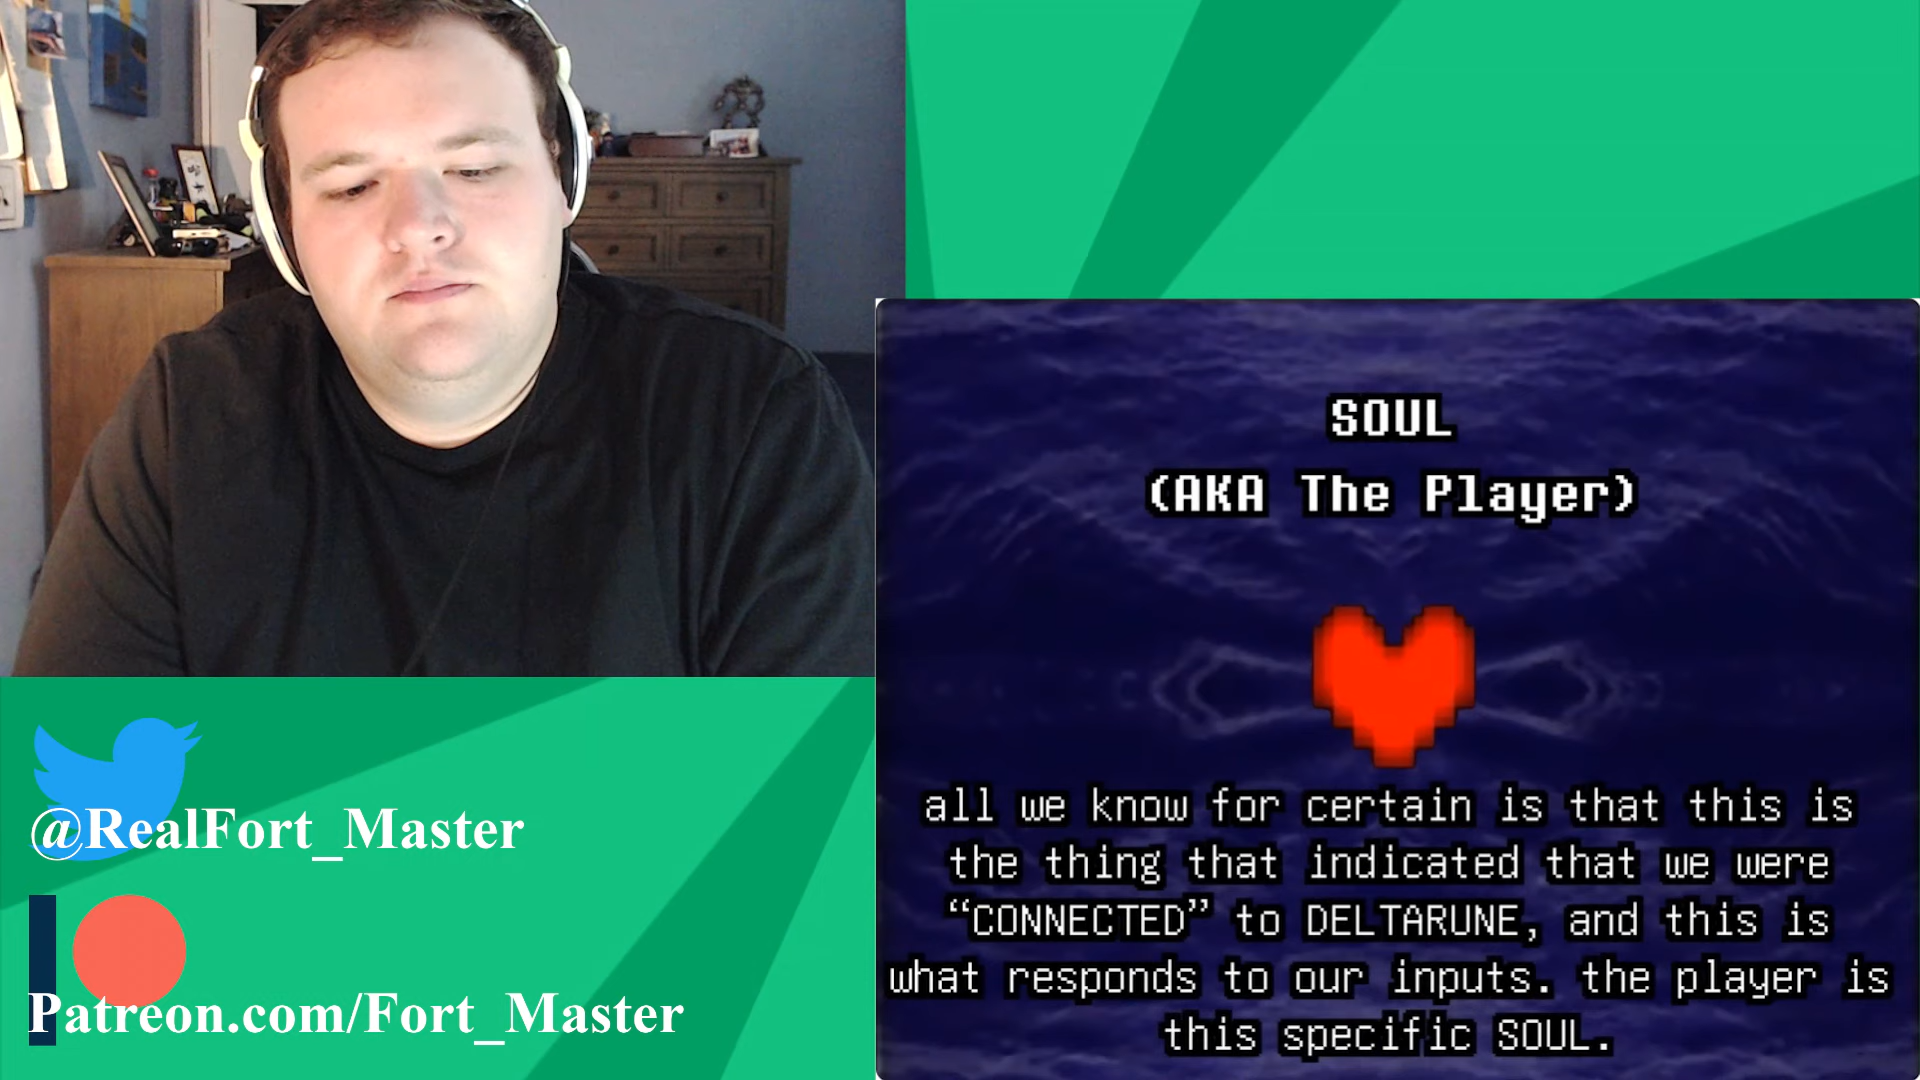 SOUL
(AKA The Player)
all we know for certain is that this is
the thing that indicated that we were
“CONNECTED” to DELTARUNE, and this is
what responds to our inputs. the player is
this specific SOUL.
@RealFort_Master
Patreon.com/Fort_Master